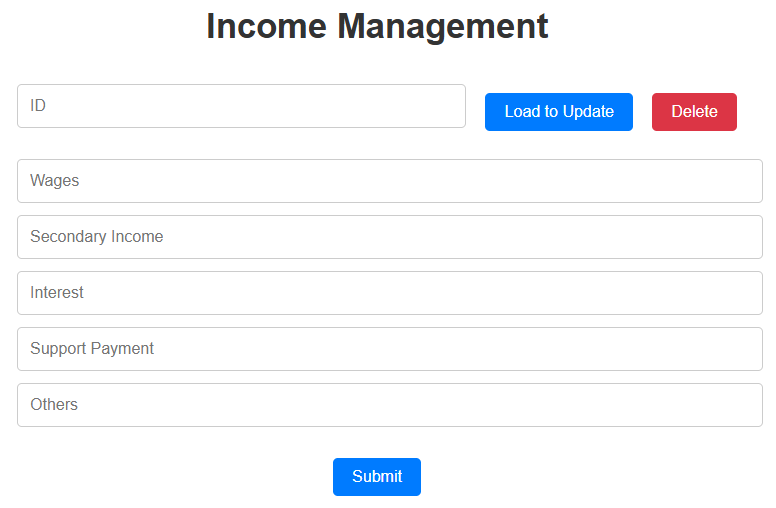 Income Management
ID
Load to Update
Delete
Wages
Secondary Income
Interest
Support Payment
Others
Submit